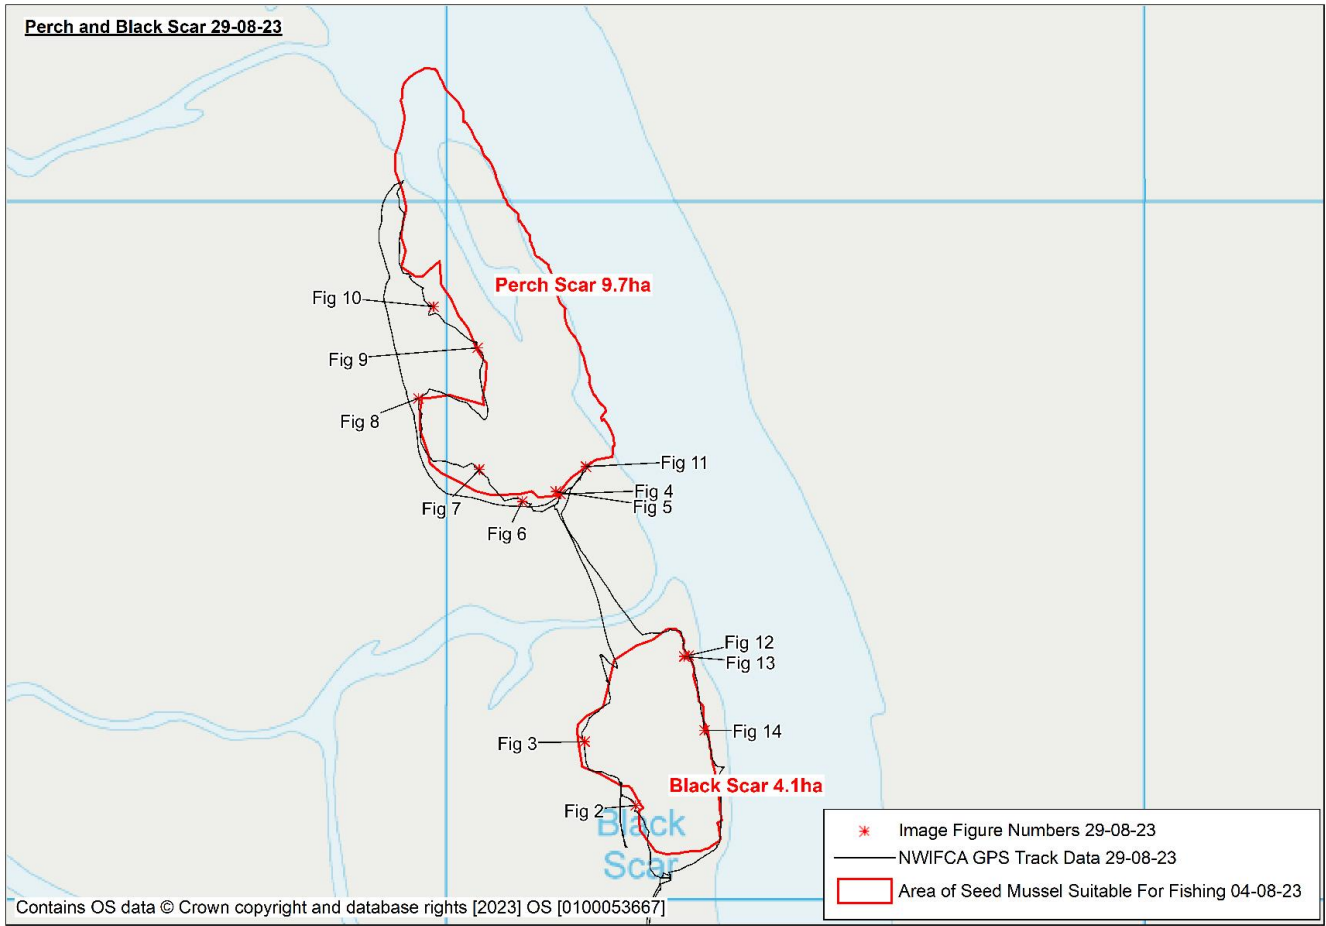 Perch and Black Scar 29-08-23
Perch Scar 9.7ha
Fig 10
Fig 9
Fig 8
Fig 11
Fig 4
Fig 5
Fig 7
Fig 6
Fig 12
Fig 13
Fig 14
Fig 3
Black Scar 4.1ha
Fig 2
Black
Scar
Image Figure Numbers 29-08-23
NWIFCA GPS Track Data 29-08-23
Area of Seed Mussel Suitable For Fishing 04-08-23
Contains OS data © Crown copyright and database rights [2023] OS [0100053667]